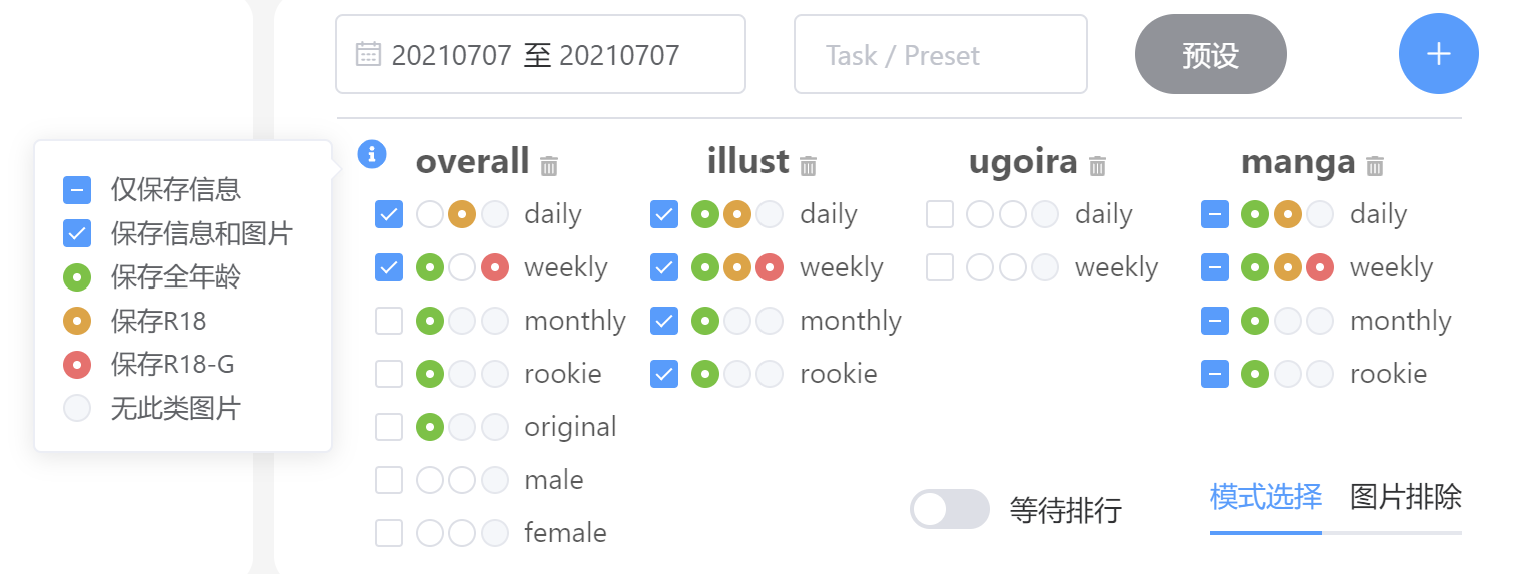 20210707 至 20210707
Task / Preset
预设
仅保存信息
保存信息和图片
保存全年龄
保存R18
保存R18-G
无此类图片
overall
daily
weekly
monthly
rookie
original
male
female
illust
daily
weekly
monthly
rookie
ugoira
daily
weekly
manga
daily
weekly
monthly
rookie
等待排行
模式选择
图片排除